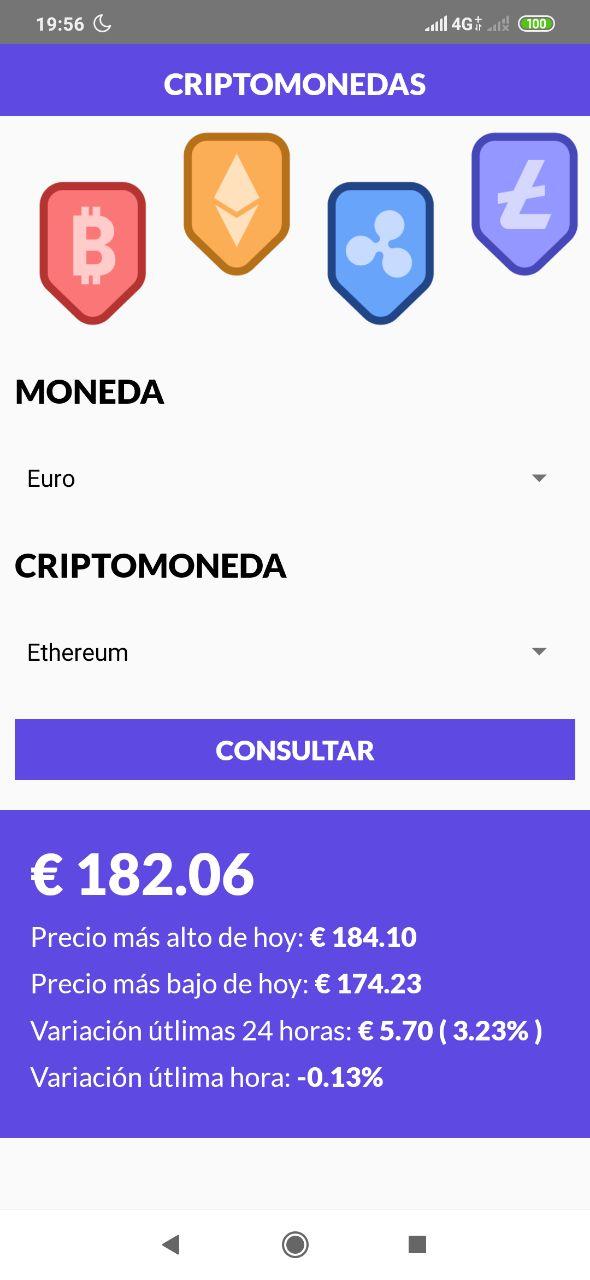 19:56 4G+ 100
CRIPTOMONEDAS
MONEDA
Euro
CRIPTOMONEDA
Ethereum
CONSULTAR
€ 182.06
Precio más alto de hoy: € 184.10
Precio más bajo de hoy: € 174.23
Variación útlimas 24 horas: € 5.70 ( 3.23% )
Variación útlima hora: -0.13%